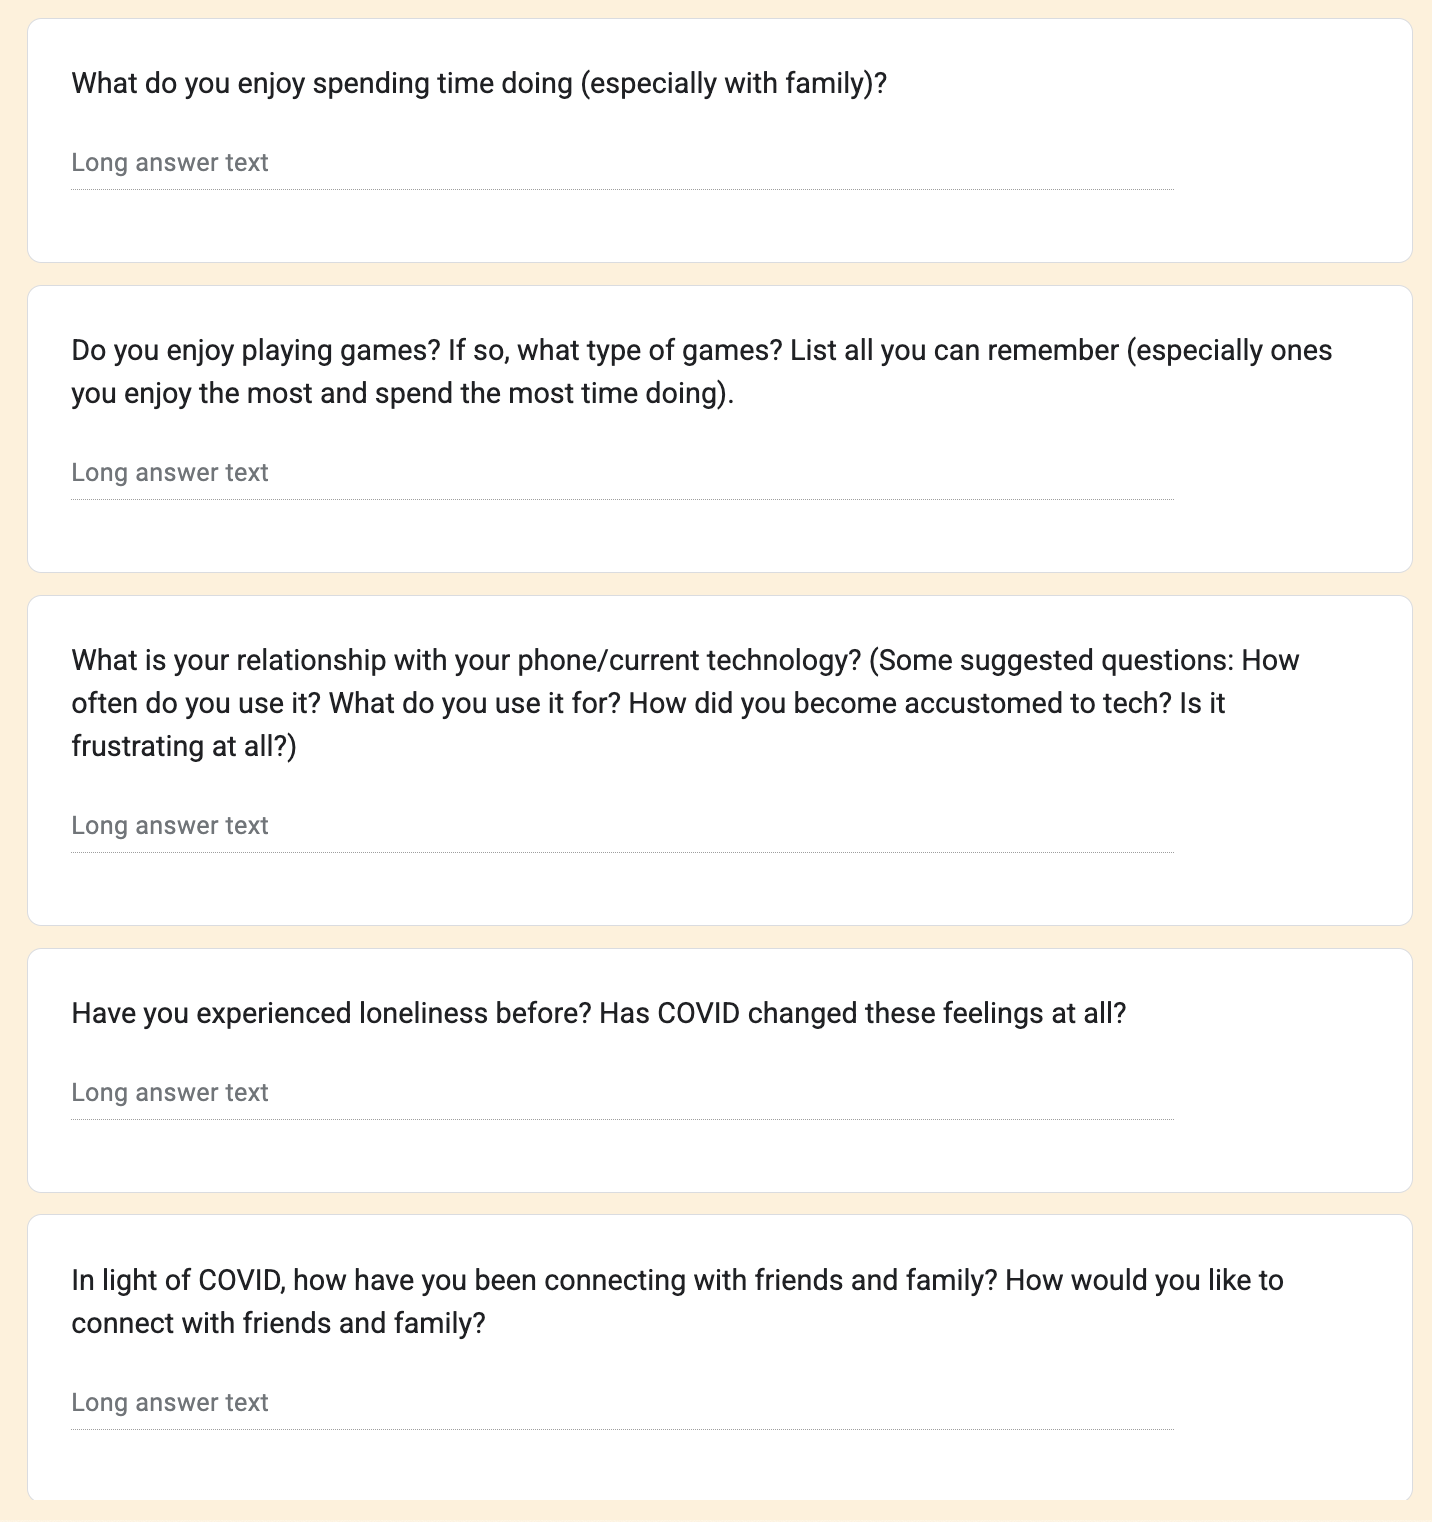 What do you enjoy spending time doing (especially with family)?
Long answer text
Do you enjoy playing games? If so, what type of games? List all you can remember (especially ones
you enjoy the most and spend the most time doing).
Long answer text
What is your relationship with your phone/current technology? (Some suggested questions: How
often do you use it? What do you use it for? How did you become accustomed to tech? Is it
frustrating at all?)
Long answer text
Have you experienced loneliness before? Has COVID changed these feelings at all?
Long answer text
In light of COVID, how have you been connecting with friends and family? How would you like to
connect with friends and family?
Long answer text